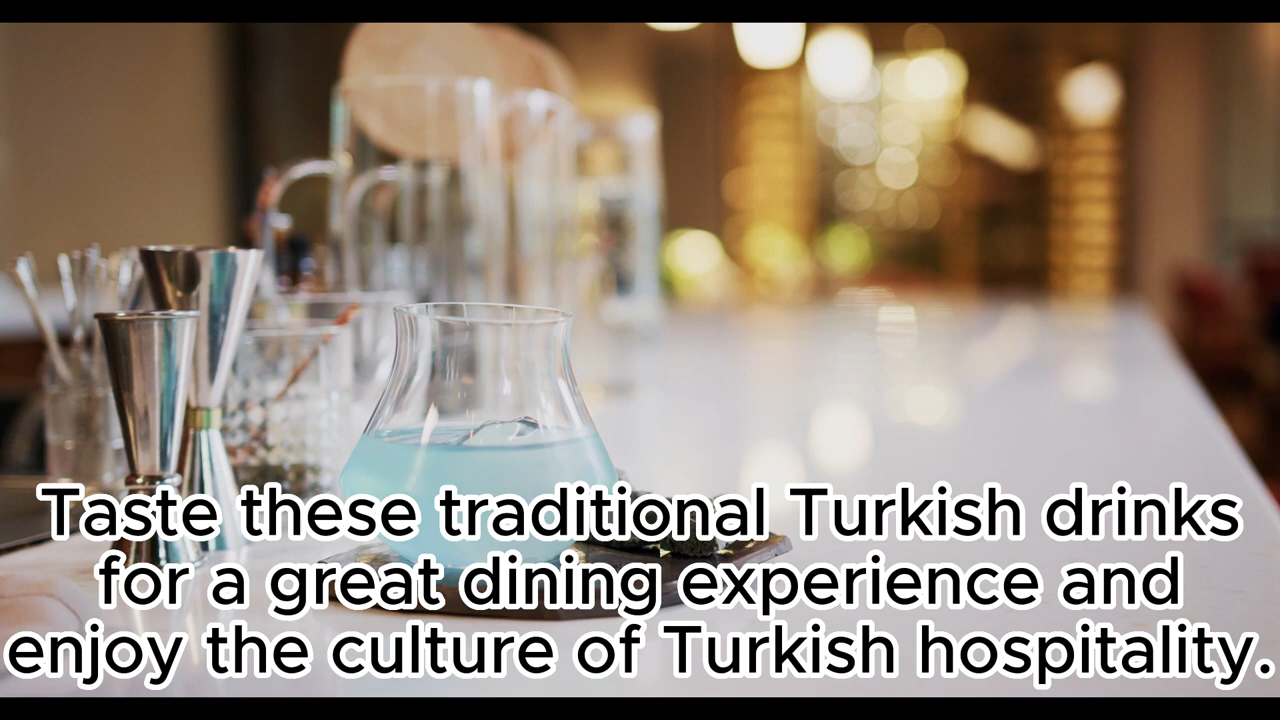 Taste these traditional Turkish drinks
for a great dining experience and
enjoy the culture of Turkish hospitality.